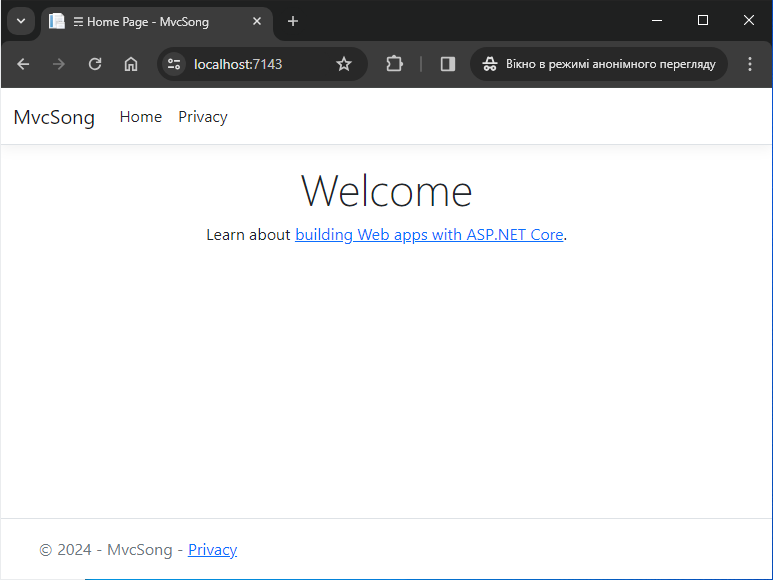 ☰ Home Page - MvcSong
localhost:7143
Вікно в режимі анонімного перегляду
MvcSong Home Privacy
Welcome
Learn about building Web apps with ASP.NET Core.
© 2024 - MvcSong - Privacy